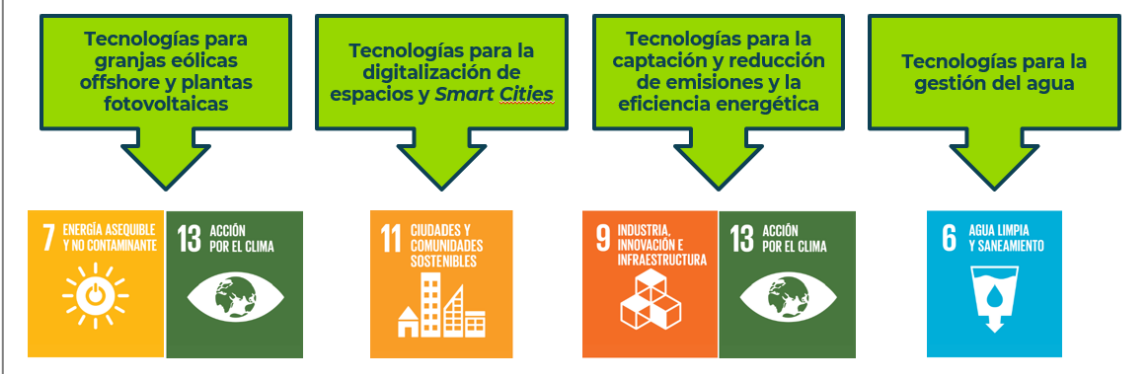 Tecnologías para
granjas eólicas
offshore y plantas
fotovoltaicas
Tecnologías para la
digitalización de
espacios y Smart Cities
Tecnologías para la
captación y reducción
de emisiones y la
eficiencia energética
Tecnologías para la
gestión del agua
7 ENERGÍA ASEQUIBLE
Y NO CONTAMINANTE
13 ACCIÓN
POR EL CLIMA
11 CIUDADES Y
COMUNIDADES
SOSTENIBLES
9 INDUSTRIA,
INNOVACIÓN E
INFRAESTRUCTURA
13 ACCIÓN
POR EL CLIMA
6 AGUA LIMPIA
Y SANEAMIENTO